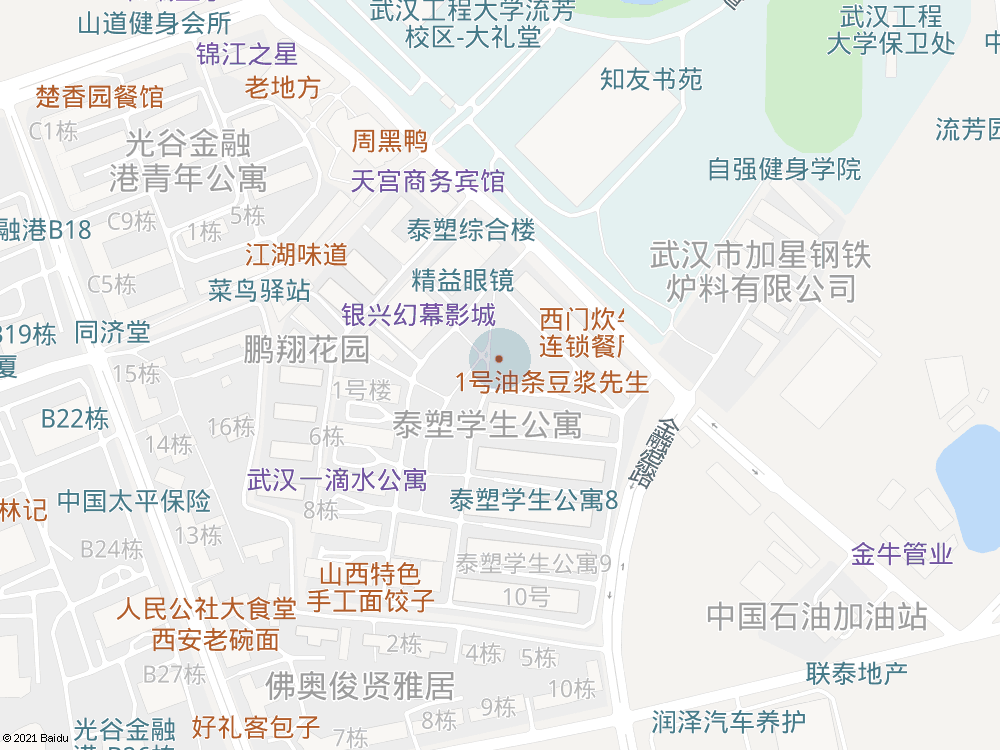 山道健身会所
武汉工程大学流芳
校区-大礼堂
武汉工程
大学保卫处
锦江之星
老地方
知友书苑
楚香园餐馆
C1栋
光谷金融
港青年公寓
周黑鸭
流芳园
天宫商务宾馆
自强健身学院
C9栋
5栋
1栋
融港B18
泰塑综合楼
江湖味道
武汉市加星钢铁
炉料有限公司
C5栋
菜鸟驿站
精益眼镜
银兴幻幕影城
西门炊
连锁餐
B19栋
厦
同济堂
鹏翔花园
15栋
1号油条豆浆先生
1号楼
B22栋
16栋
泰塑学生公寓
14栋
6栋
金融港路
武汉一滴水公寓
林记
中国太平保险
8栋
泰塑学生公寓8
13栋
B24栋
泰塑学生公寓9
金牛管业
山西特色
手工面饺子
10号
人民公社大食堂
西安老碗面
中国石油加油站
2栋
4栋
5栋
B27栋
佛奥俊贤雅居
10栋
联泰地产
9栋
8栋
润泽汽车养护
光谷金融
好礼客包子
7栋
© 2021 Baidu